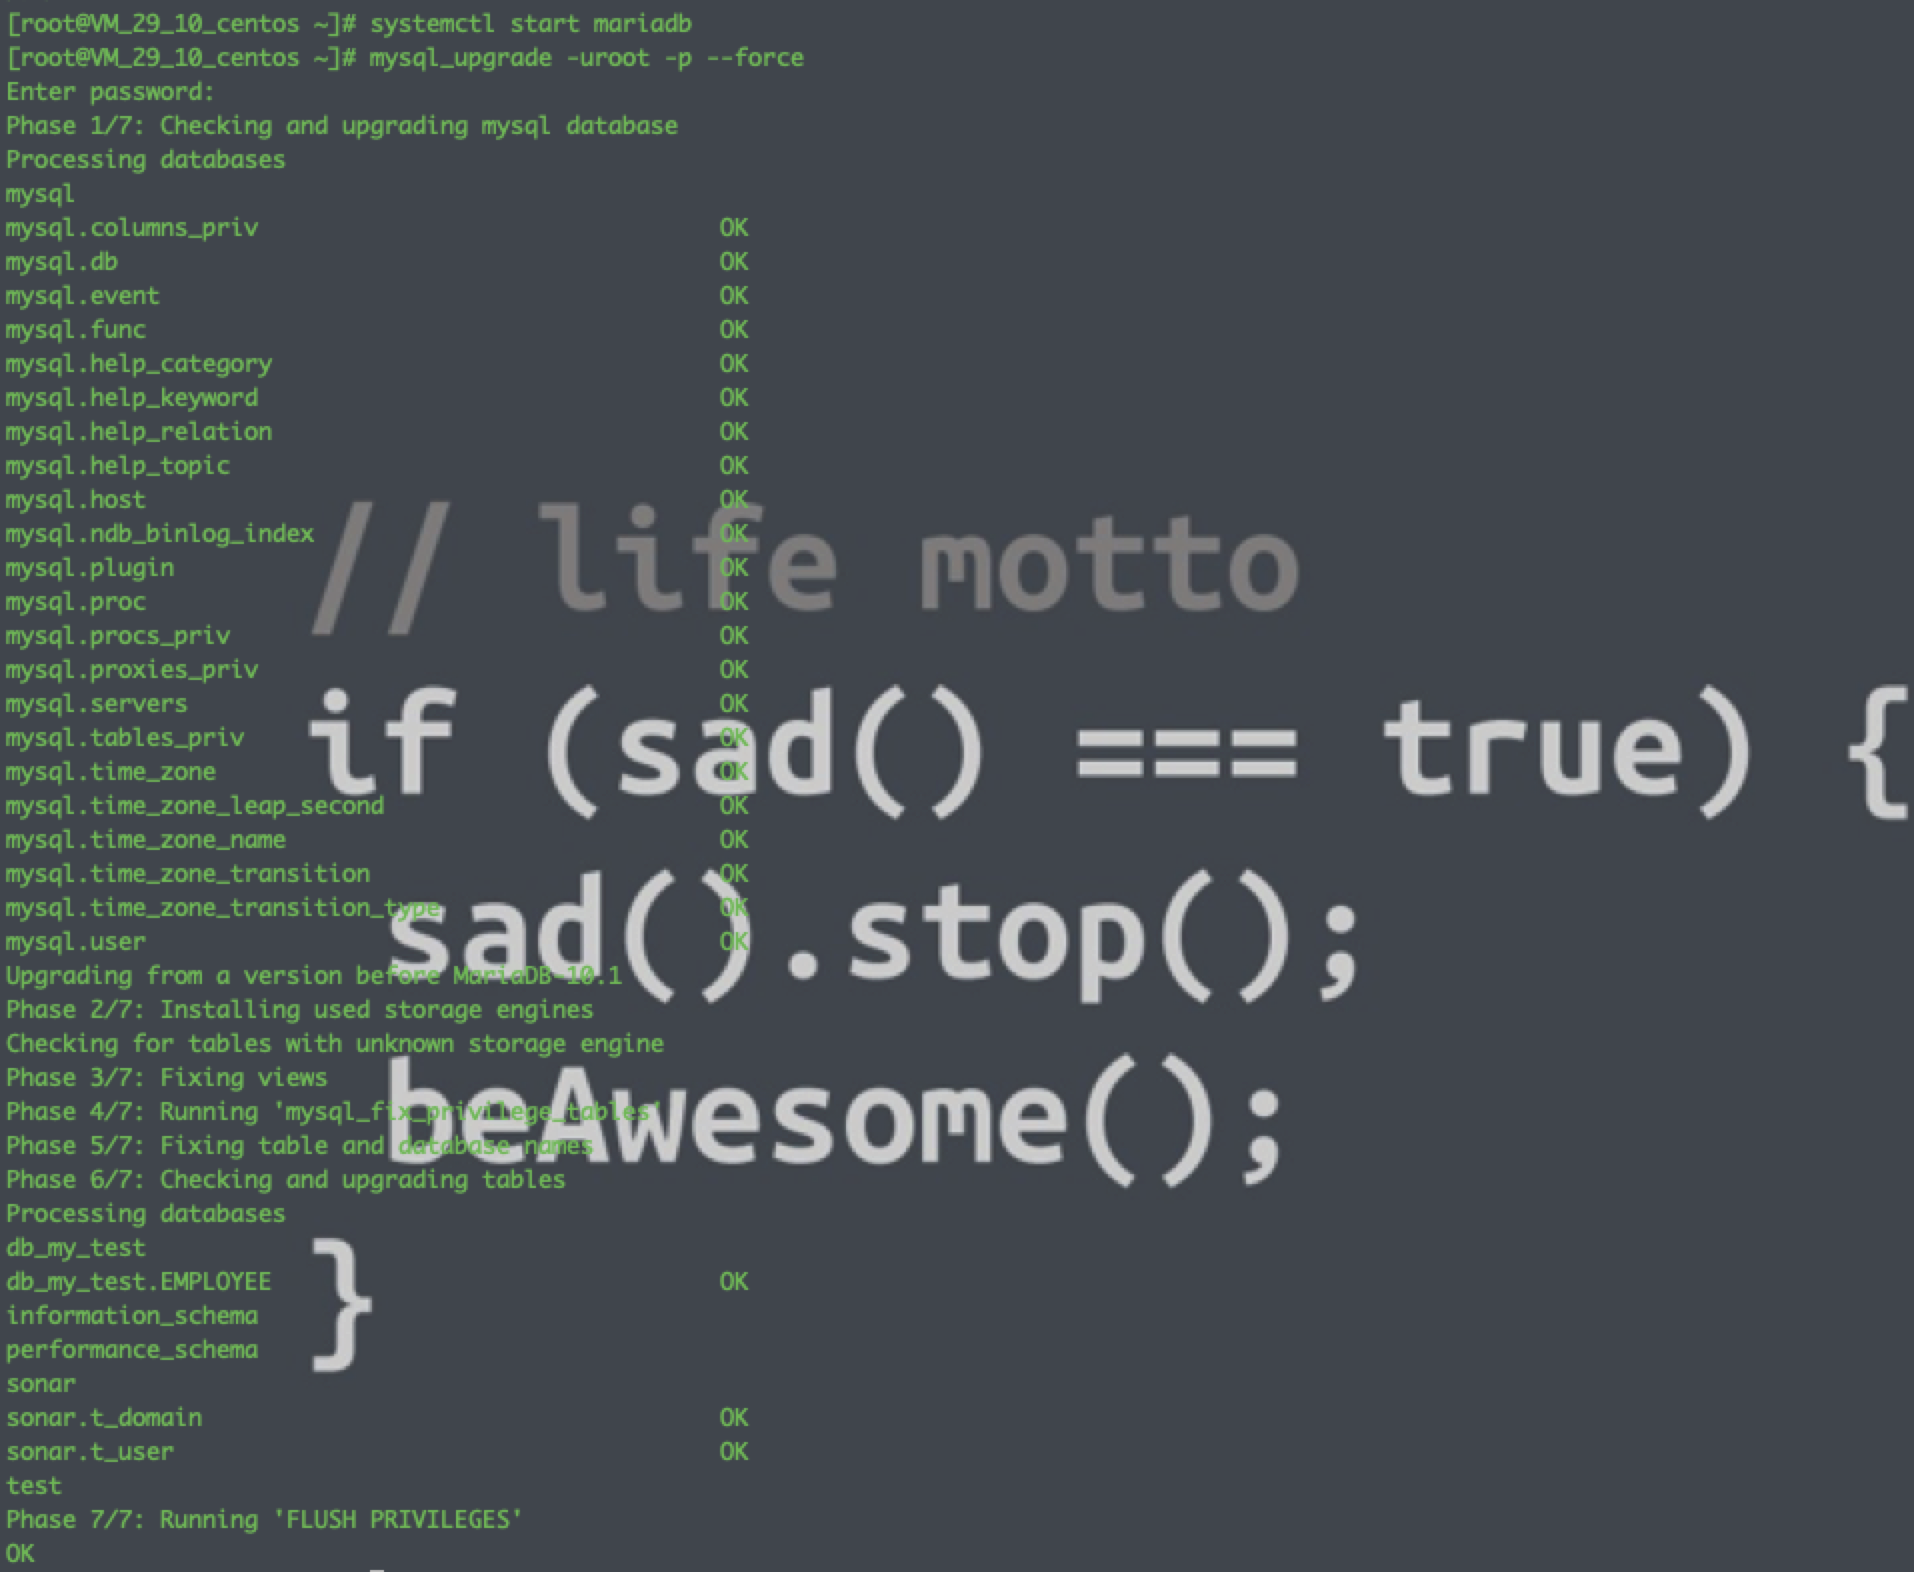 [root@VM_29_10_centos ~]# systemctl start mariadb
[root@VM_29_10_centos ~]# mysql_upgrade -uroot -p --force
Enter password:
Phase 1/7: Checking and upgrading mysql database
Processing databases
mysql
mysql.columns_priv OK
mysql.db OK
mysql.event OK
mysql.func OK
mysql.help_category OK
mysql.help_keyword OK
mysql.help_relation OK
mysql.help_topic OK
mysql.host OK
mysql.ndb_binlog_index OK
mysql.plugin OK
mysql.proc OK
mysql.procs_priv OK
mysql.proxies_priv OK
mysql.servers OK
mysql.tables_priv OK
mysql.time_zone OK
mysql.time_zone_leap_second OK
mysql.time_zone_name OK
mysql.time_zone_transition OK
mysql.time_zone_transition_type OK
mysql.user OK
Upgrading from a version before MariaDB-10.1
Phase 2/7: Installing used storage engines
Checking for tables with unknown storage engine
Phase 3/7: Fixing views
Phase 4/7: Running 'mysql_fix_privilege_tables'
Phase 5/7: Fixing table and database names
Phase 6/7: Checking and upgrading tables
Processing databases
db_my_test
db_my_test.EMPLOYEE OK
information_schema
performance_schema
sonar
sonar.t_domain OK
sonar.t_user OK
test
Phase 7/7: Running 'FLUSH PRIVILEGES'
OK
// life motto
if (sad() === true) {
sad().stop();
beAwesome();
}